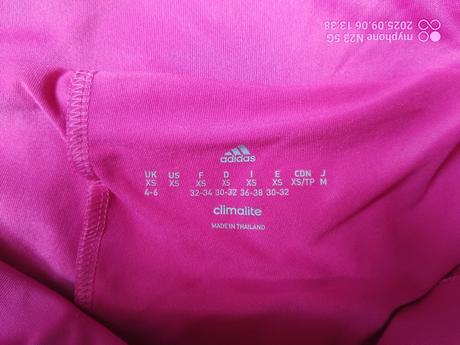 adidas
UK US F D I E CDN J
XS XS XS XS XS XS XS/TP M
4-6 32-34 30-32 36-38 30-32
climalite
MADE IN THAILAND
myphone N23 5G
2025.09.06 13:38